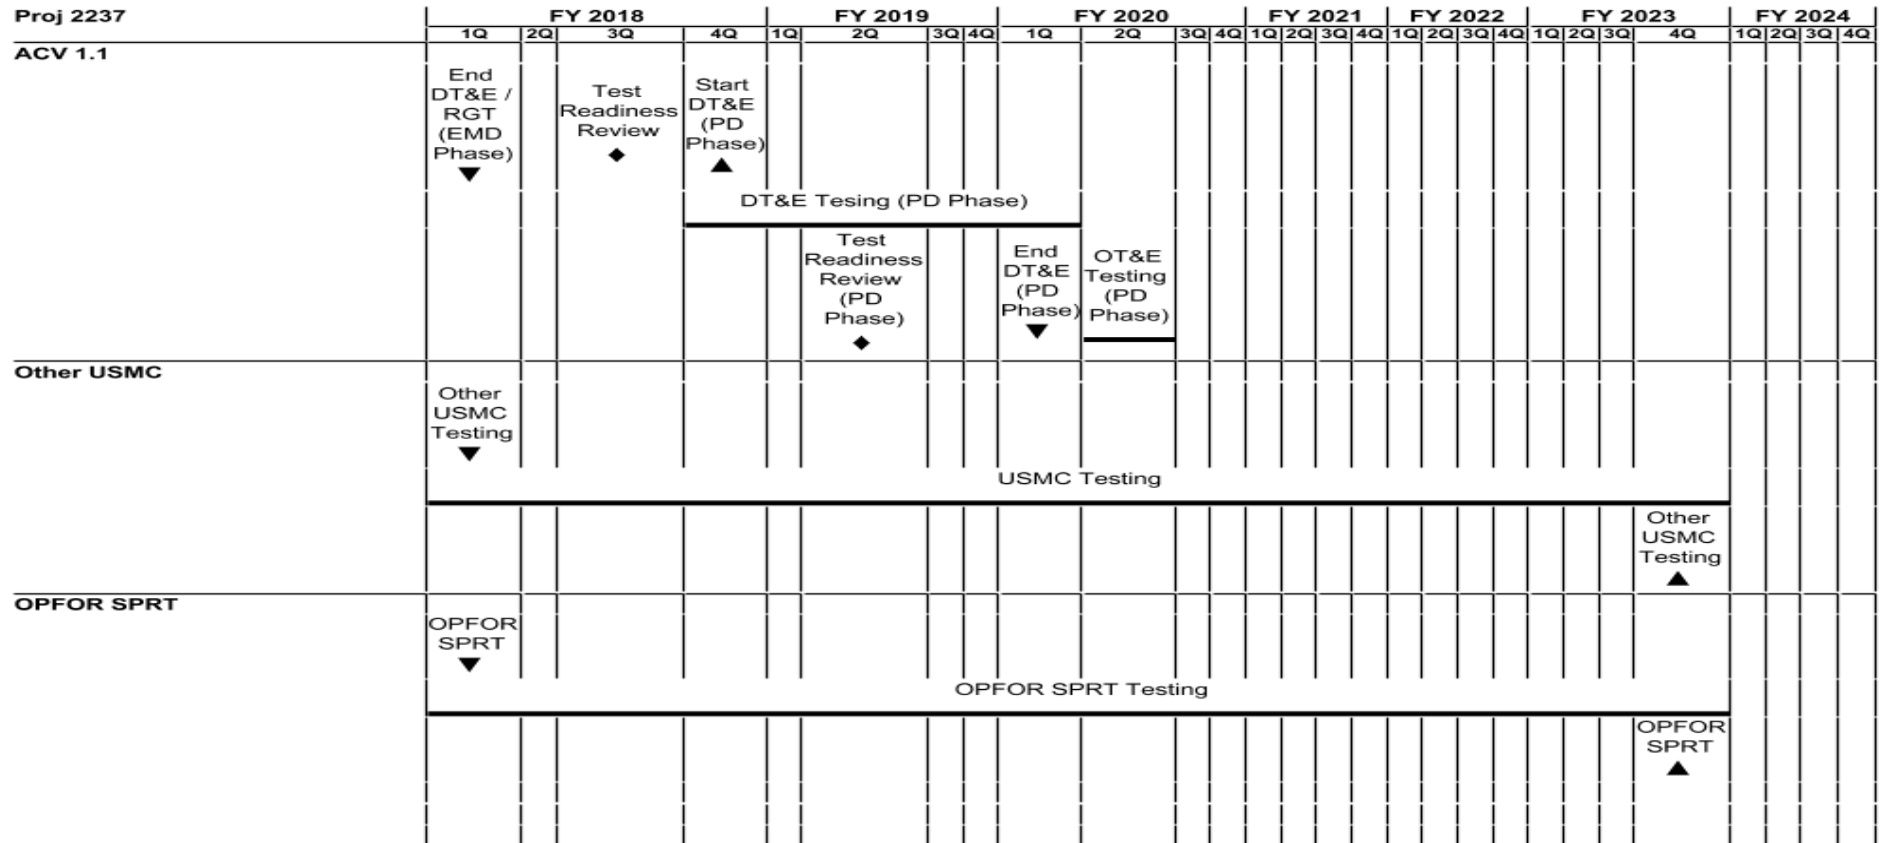 Proj 2237 FY 2018 FY 2019 FY 2020 FY 2021 FY 2022 FY 2023 FY 2024
1Q 2Q 3Q 4Q 1Q 2Q 3Q 4Q 1Q 2Q 3Q 4Q 1Q 2Q 3Q 4Q 1Q 2Q 3Q 4Q 1Q 2Q 3Q 4Q 1Q 2Q 3Q 4Q
ACV 1.1
End
DT&E /
RGT
(EMD
Phase)
Test
Readiness
Review
Start
DT&E
(PD
Phase)
DT&E Tesing (PD Phase)
Test
Readiness
Review
(PD
Phase)
End
DT&E
(PD
Phase)
OT&E
Testing
(PD
Phase)
Other USMC
Other
USMC
Testing
USMC Testing
Other
USMC
Testing
OPFOR SPRT
OPFOR
SPRT
OPFOR SPRT Testing
OPFOR
SPRT